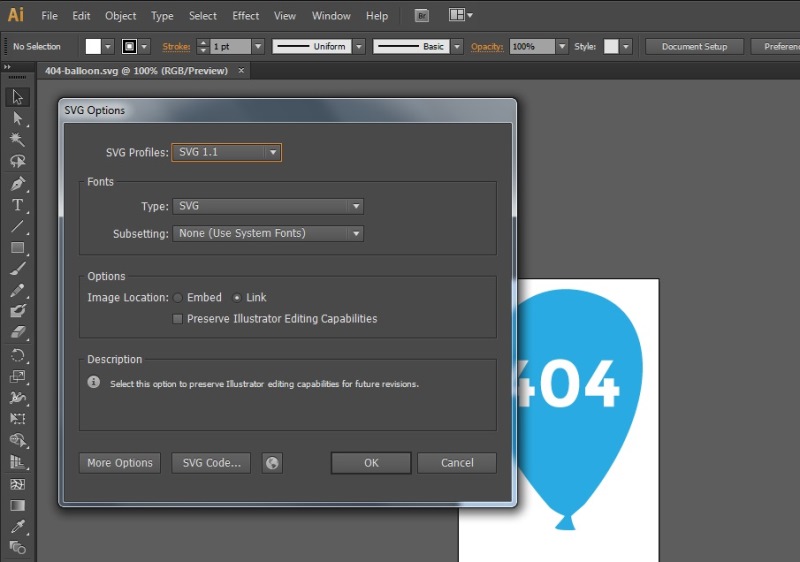 Ai File Edit Object Type Select Effect View Window Help Br
No Selection Stroke: 1 pt Uniform Basic Opacity: 100% Style: Document Setup Preferen
404-balloon.svg @ 100% (RGB/Preview) ×
SVG Options
SVG Profiles: SVG 1.1
Fonts
Type: SVG
Subsetting: None (Use System Fonts)
Options
Image Location: Embed Link
Preserve Illustrator Editing Capabilities
Description
Select this option to preserve Illustrator editing capabilities for future revisions.
More Options SVG Code... OK Cancel
404